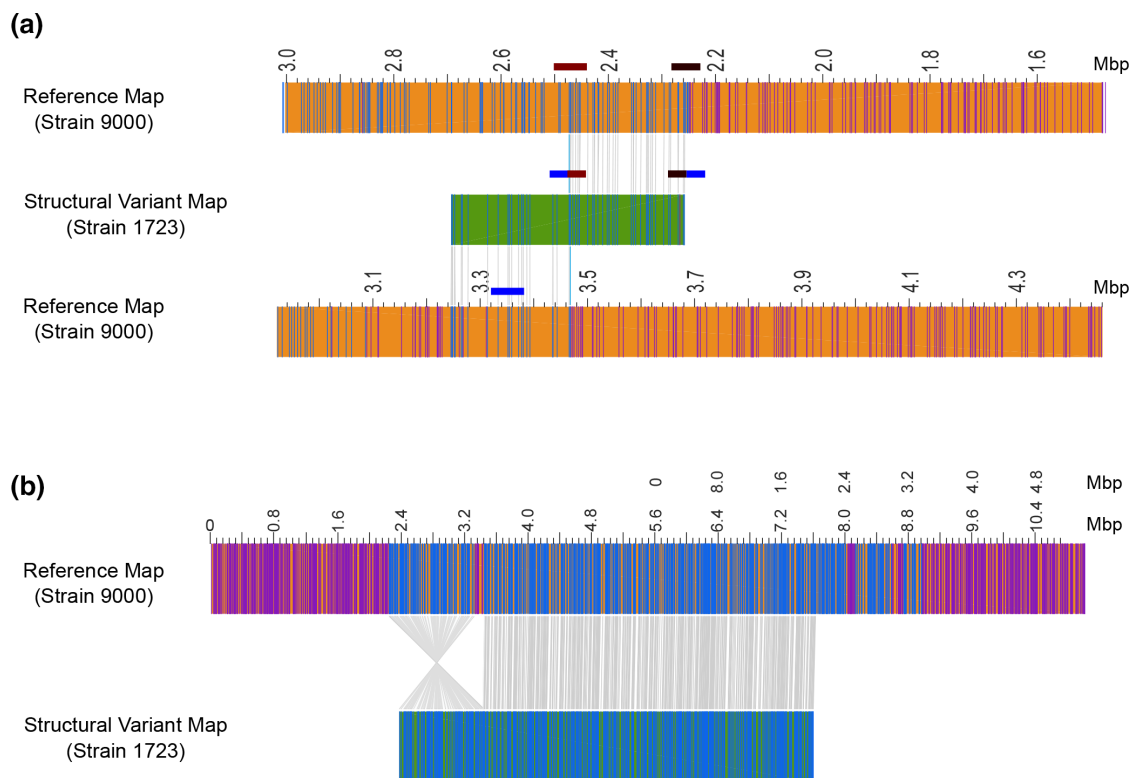 (a)
3.0 2.8 2.6 2.4 2.2 2.0 1.8 1.6 Mbp
Reference Map
(Strain 9000)
Structural Variant Map
(Strain 1723)
3.1 3.3 3.5 3.7 3.9 4.1 4.3 Mbp
Reference Map
(Strain 9000)
(b)
0 8.0 1.6 2.4 3.2 4.0 4.8 Mbp
0 0.8 1.6 2.4 3.2 4.0 4.8 5.6 6.4 7.2 8.0 8.8 9.6 10.4 Mbp
Reference Map
(Strain 9000)
Structural Variant Map
(Strain 1723)